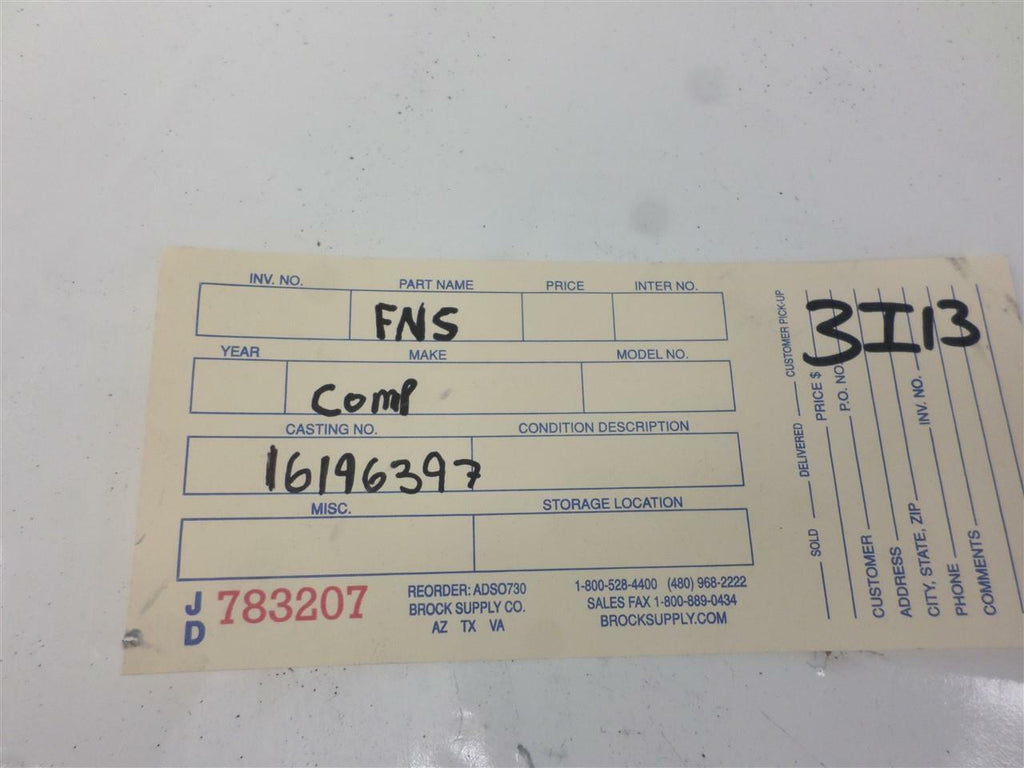 INV. NO. PART NAME PRICE INTER NO.
FNS
YEAR MAKE MODEL NO.
Comp
CASTING NO. CONDITION DESCRIPTION
16196397
MISC. STORAGE LOCATION
JD 783207
REORDER: ADSO730
BROCK SUPPLY CO.
AZ TX VA
1-800-528-4400 (480) 968-2222
SALES FAX 1-800-889-0434
BROCKSUPPLY.COM
3I13
SOLD DELIVERED CUSTOMER PICK-UP
PRICE $
P.O. NO.
CUSTOMER
ADDRESS
CITY, STATE, ZIP INV. NO.
PHONE
COMMENTS